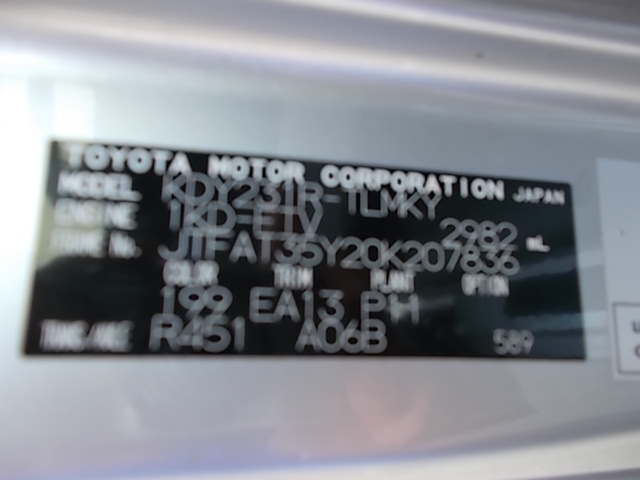 TOYOTA MOTOR CORPORATION JAPAN
MODEL KDY231R-TLMKY
ENGINE 1KD-FTV 2982 mL
FRAME No. JTFAT35Y20K207836
COLOR TRIM PLANT OPTION
199 EA13 P11
TRANS/AXLE R451 A06B 589